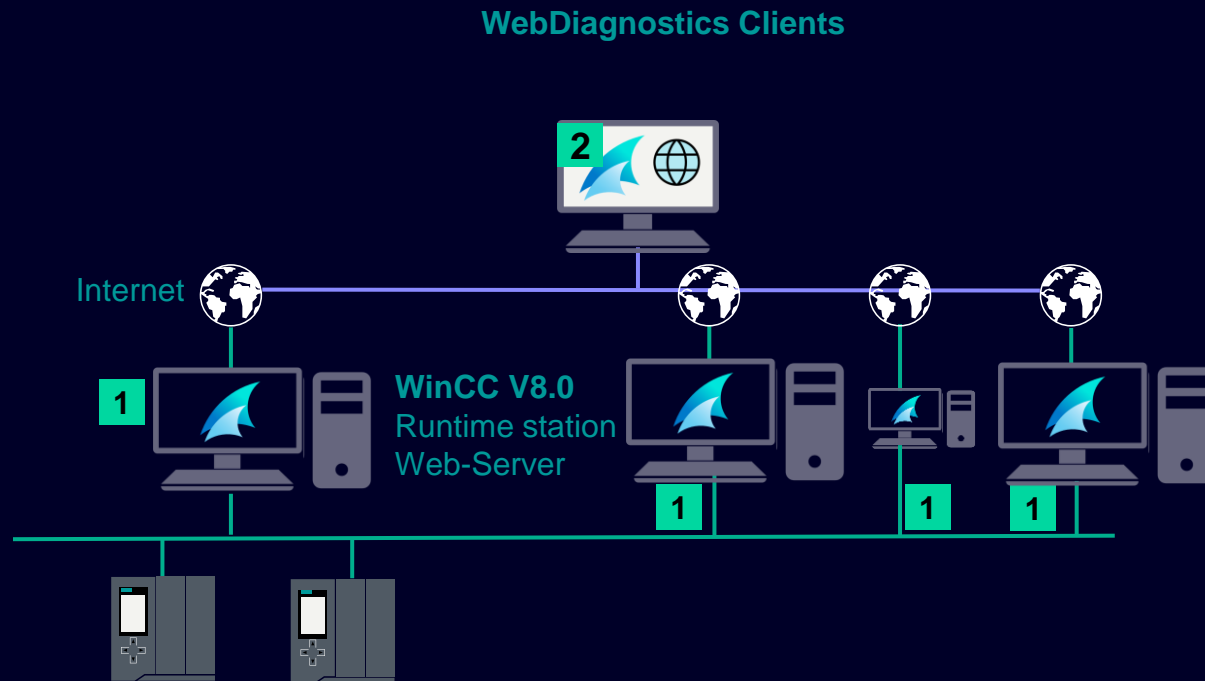 WebDiagnostics Clients
2
Internet
1
WinCC V8.0
Runtime station
Web-Server
1
1
1